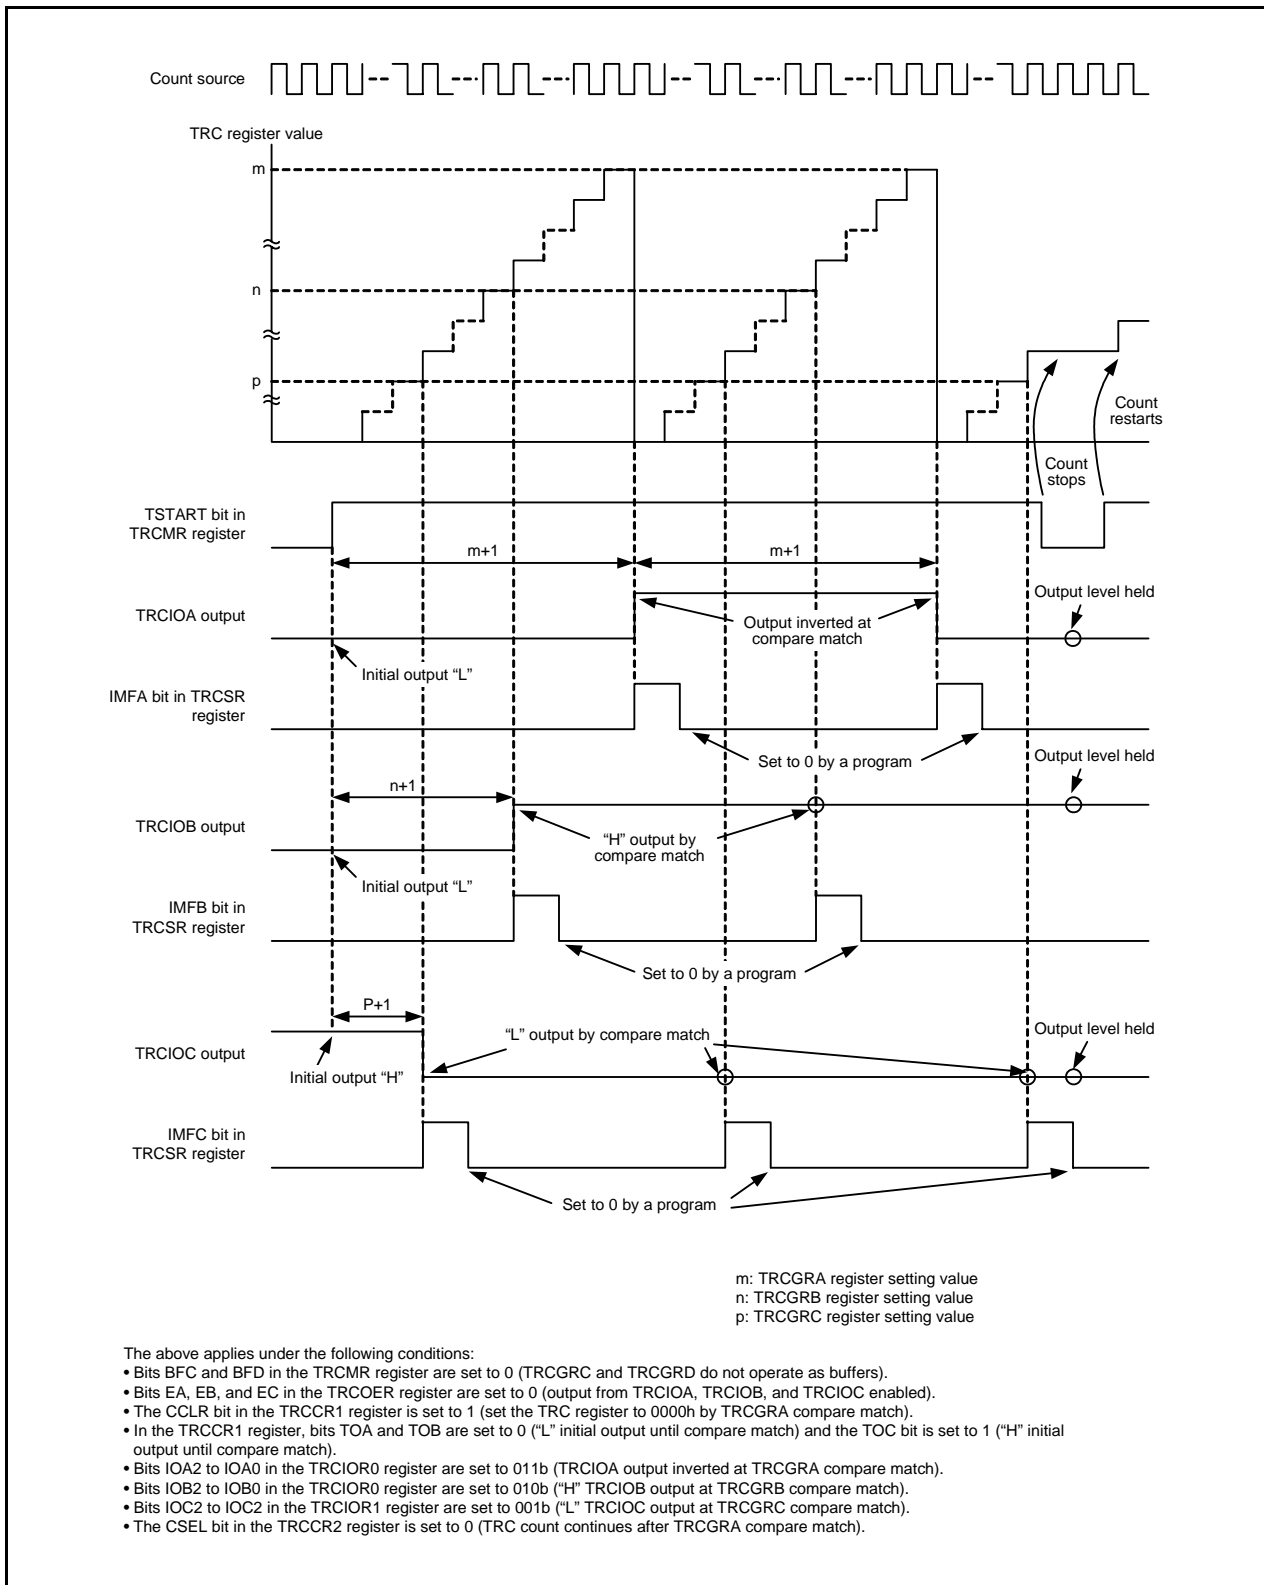 Count source
TRC register value
m
n
p
Count
restarts
Count
stops
TSTART bit in
TRCMR register
m+1
m+1
Output level held
TRCIOA output
Output inverted at
compare match
Initial output “L”
IMFA bit in TRCSR
register
Set to 0 by a program
Output level held
n+1
TRCIOB output
“H” output by
compare match
Initial output “L”
IMFB bit in
TRCSR register
Set to 0 by a program
P+1
“L” output by compare match
Output level held
TRCIOC output
Initial output “H”
IMFC bit in
TRCSR register
Set to 0 by a program
m: TRCGRA register setting value
n: TRCGRB register setting value
p: TRCGRC register setting value
The above applies under the following conditions:
• Bits BFC and BFD in the TRCMR register are set to 0 (TRCGRC and TRCGRD do not operate as buffers).
• Bits EA, EB, and EC in the TRCOER register are set to 0 (output from TRCIOA, TRCIOB, and TRCIOC enabled).
• The CCLR bit in the TRCCR1 register is set to 1 (set the TRC register to 0000h by TRCGRA compare match).
• In the TRCCR1 register, bits TOA and TOB are set to 0 (“L” initial output until compare match) and the TOC bit is set to 1 (“H” initial
output until compare match).
• Bits IOA2 to IOA0 in the TRCIOR0 register are set to 011b (TRCIOA output inverted at TRCGRA compare match).
• Bits IOB2 to IOB0 in the TRCIOR0 register are set to 010b (“H” TRCIOB output at TRCGRB compare match).
• Bits IOC2 to IOC2 in the TRCIOR1 register are set to 001b (“L” TRCIOC output at TRCGRC compare match).
• The CSEL bit in the TRCCR2 register is set to 0 (TRC count continues after TRCGRA compare match).